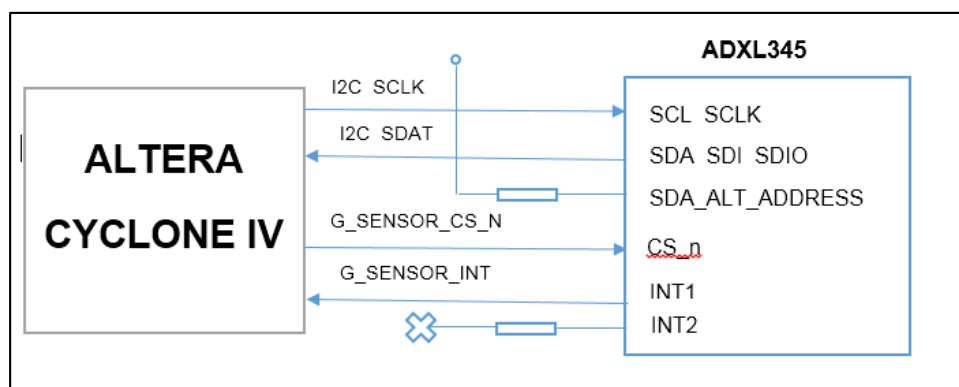 ADXL345
I2C SCLK
I2C SDAT
ALTERA
CYCLONE IV
G_SENSOR_CS_N
G_SENSOR_INT
SCL SCLK
SDA SDI SDIO
SDA_ALT_ADDRESS
CS_n
INT1
INT2